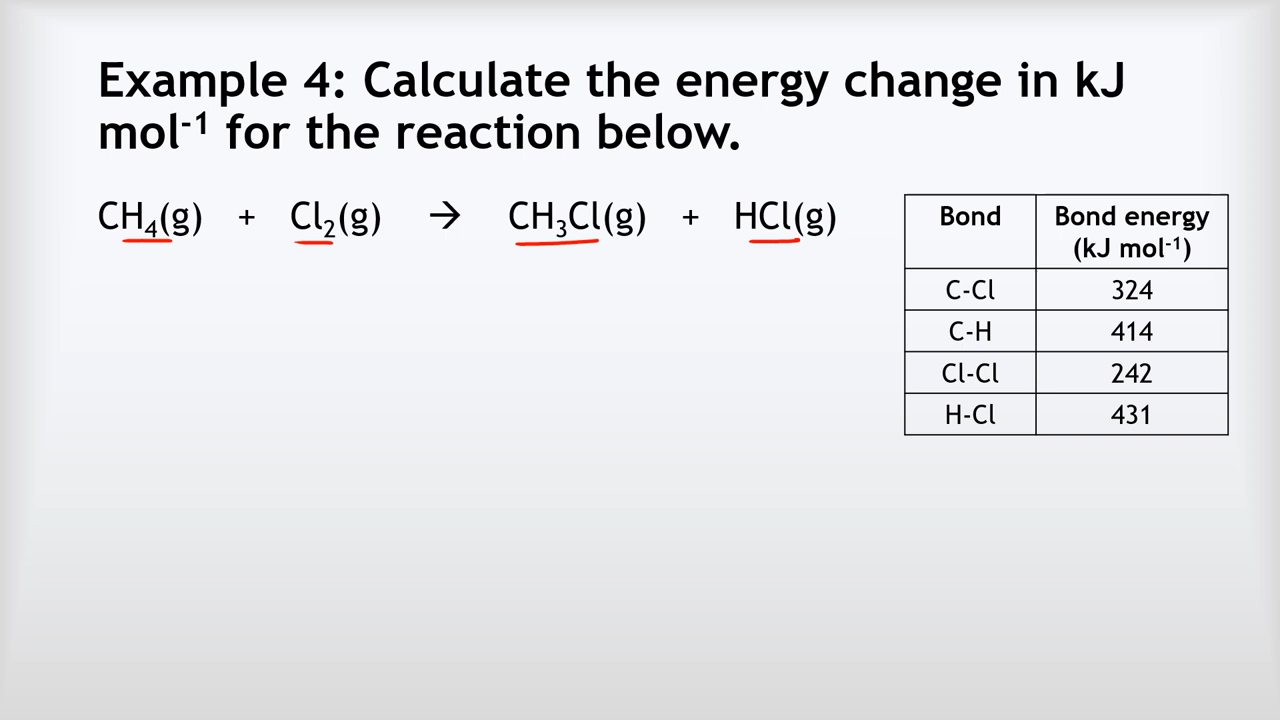 Example 4: Calculate the energy change in kJ
mol⁻¹ for the reaction below.
CH₄(g) + Cl₂(g) → CH₃Cl(g) + HCl(g)
Bond Bond energy (kJ mol⁻¹)
C-Cl 324
C-H 414
Cl-Cl 242
H-Cl 431